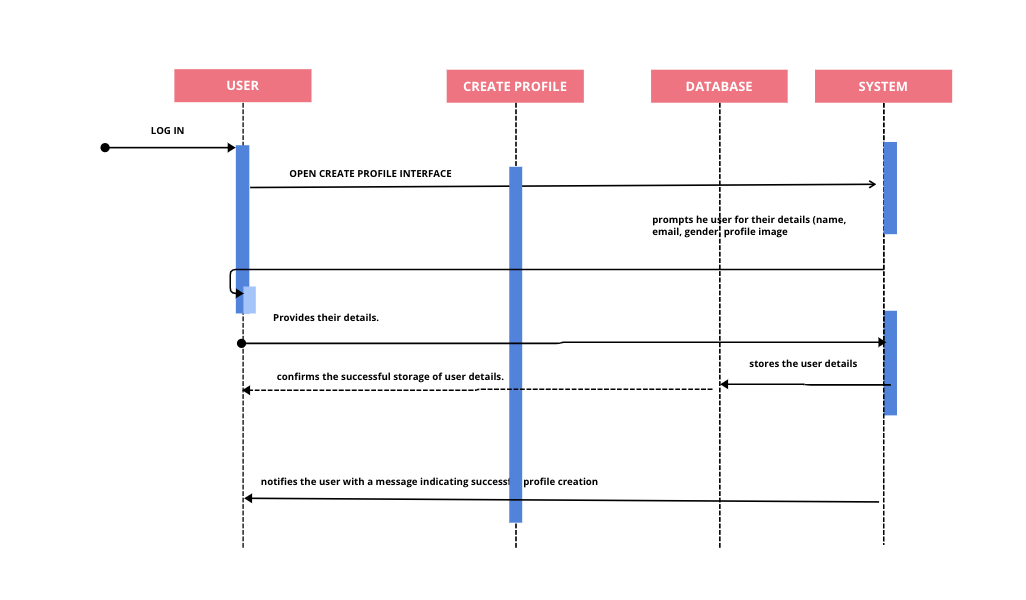 USER
CREATE PROFILE
DATABASE
SYSTEM
LOG IN
OPEN CREATE PROFILE INTERFACE
prompts he user for their details (name,
email, gender, profile image
Provides their details.
stores the user details
confirms the successful storage of user details.
notifies the user with a message indicating profile creation